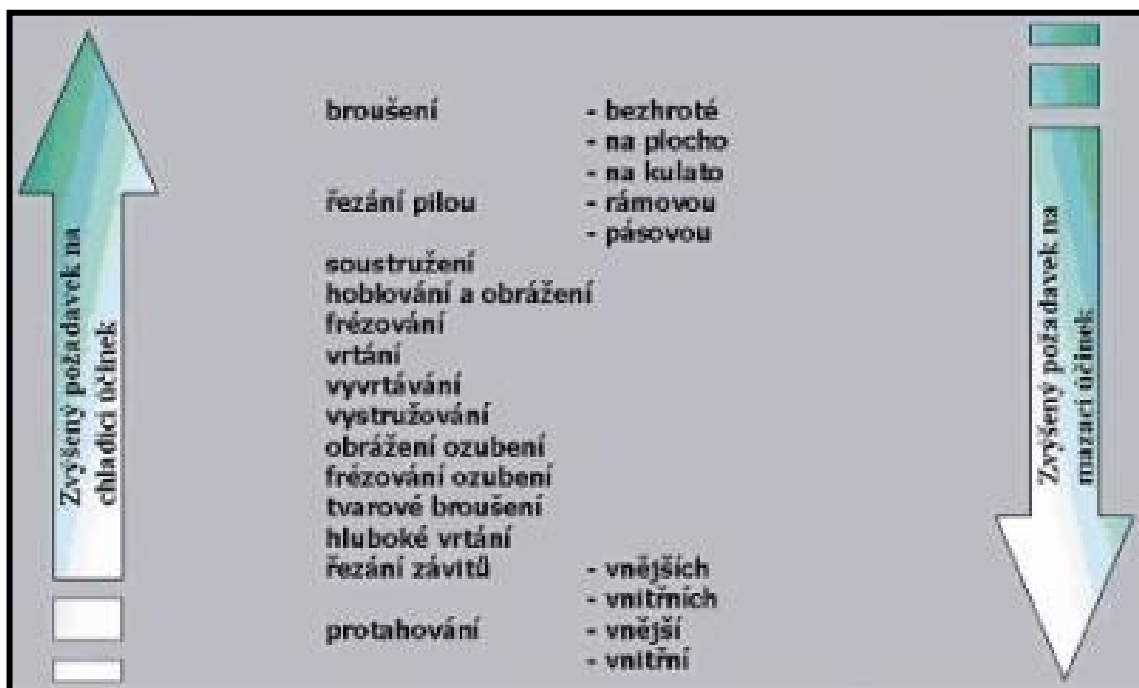 Zvýšený požadavek na
chladící účinek
broušení - bezhroté
- na plocho
- na kulato
řezání pilou - rámovou
- pásovou
soustružení
hoblování a obrážení
frézování
vrtání
vyvrtávání
vystružování
obrážení ozubení
frézování ozubení
tvarové broušení
hluboké vrtání
řezání závitů - vnějších
- vnitřních
protahování - vnější
- vnitřní
Zvýšený požadavek na
mazací účinek